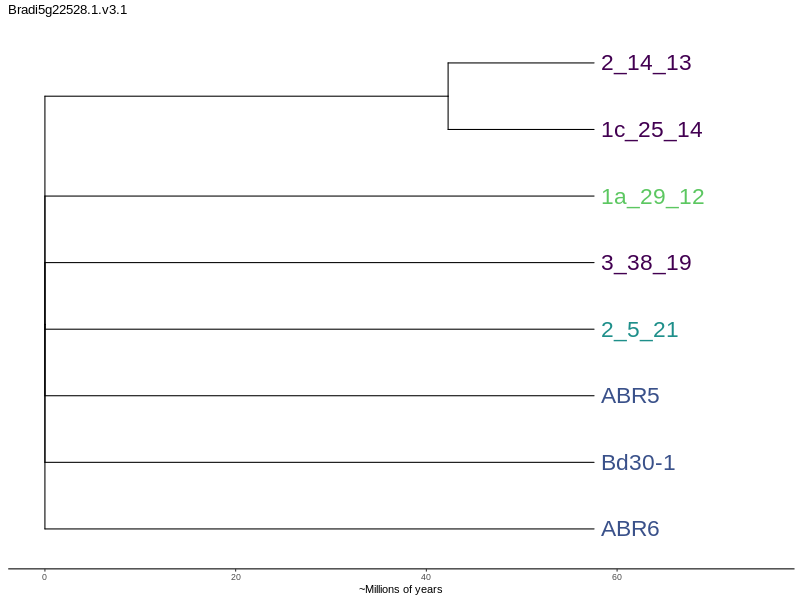 Bradi5g22528.1.v3.1
2_14_13
1c_25_14
1a_29_12
3_38_19
2_5_21
ABR5
Bd30-1
ABR6
0 20 40 60
~Millions of years